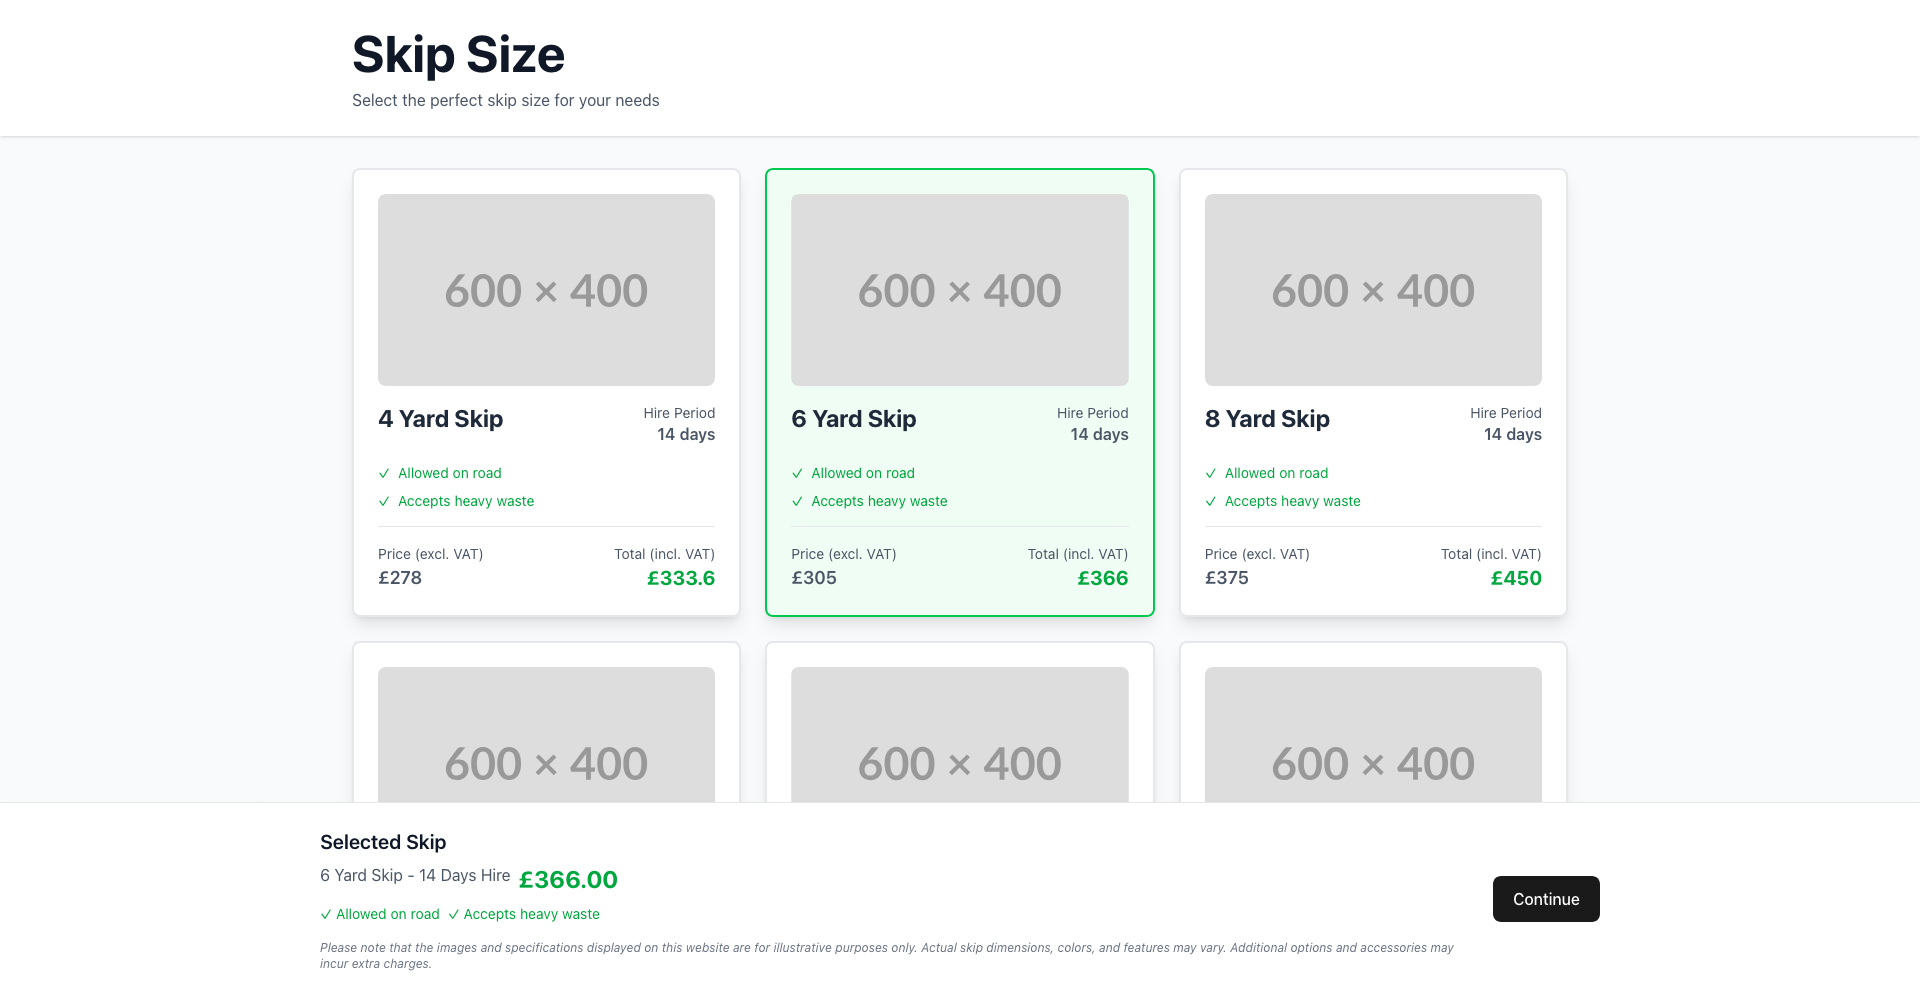 Skip Size
Select the perfect skip size for your needs
600 × 400
4 Yard Skip
Hire Period
14 days
✓ Allowed on road
✓ Accepts heavy waste
Price (excl. VAT)
£278
Total (incl. VAT)
£333.6
600 × 400
6 Yard Skip
Hire Period
14 days
✓ Allowed on road
✓ Accepts heavy waste
Price (excl. VAT)
£305
Total (incl. VAT)
£366
600 × 400
8 Yard Skip
Hire Period
14 days
✓ Allowed on road
✓ Accepts heavy waste
Price (excl. VAT)
£375
Total (incl. VAT)
£450
600 × 400
600 × 400
600 × 400
Selected Skip
6 Yard Skip - 14 Days Hire £366.00
✓ Allowed on road ✓ Accepts heavy waste
Please note that the images and specifications displayed on this website are for illustrative purposes only. Actual skip dimensions, colors, and features may vary. Additional options and accessories may
incur extra charges.
Continue